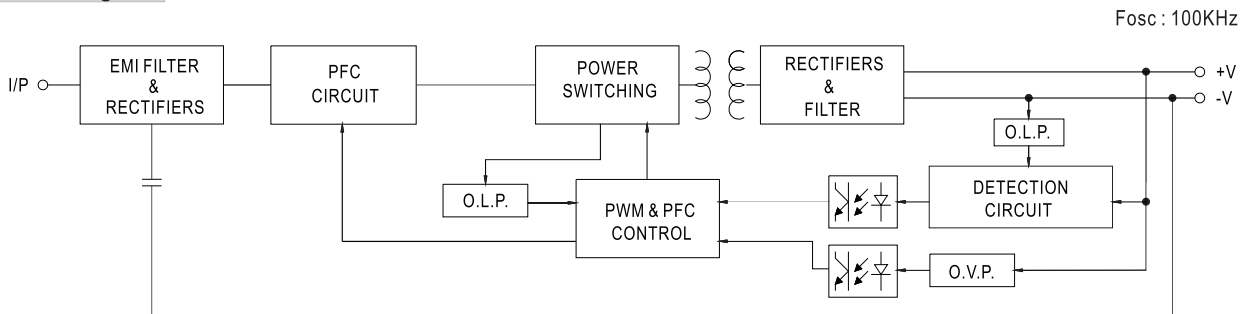 Fosc : 100KHz
I/P
EMI FILTER
&
RECTIFIERS
PFC
CIRCUIT
POWER
SWITCHING
RECTIFIERS
&
FILTER
+V
-V
O.L.P.
O.L.P.
PWM & PFC
CONTROL
DETECTION
CIRCUIT
O.V.P.